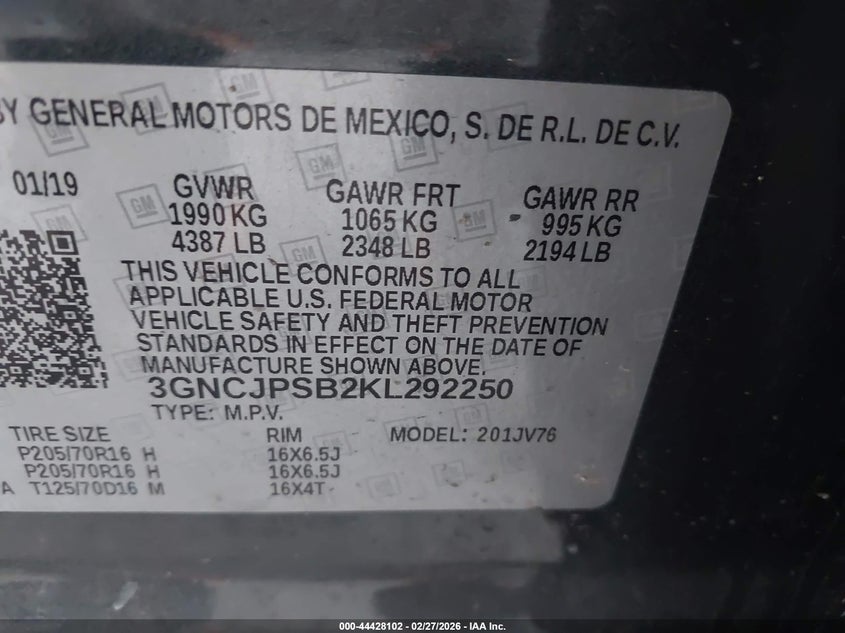 BY GENERAL MOTORS DE MEXICO, S. DE R.L. DE C.V.
01/19 GVWR GAWR FRT GAWR RR
1990 KG 1065 KG 995 KG
4387 LB 2348 LB 2194 LB
THIS VEHICLE CONFORMS TO ALL
APPLICABLE U.S. FEDERAL MOTOR
VEHICLE SAFETY AND THEFT PREVENTION
STANDARDS IN EFFECT ON THE DATE OF
MANUFACTURE SHOWN ABOVE.
3GNCJPSB2KL292250
TYPE: M.P.V.
TIRE SIZE RIM MODEL: 201JV76
P205/70R16 H 16X6.5J
P205/70R16 H 16X6.5J
A T125/70D16 M 16X4T
000-44428102 - 02/27/2026 - IAA Inc.